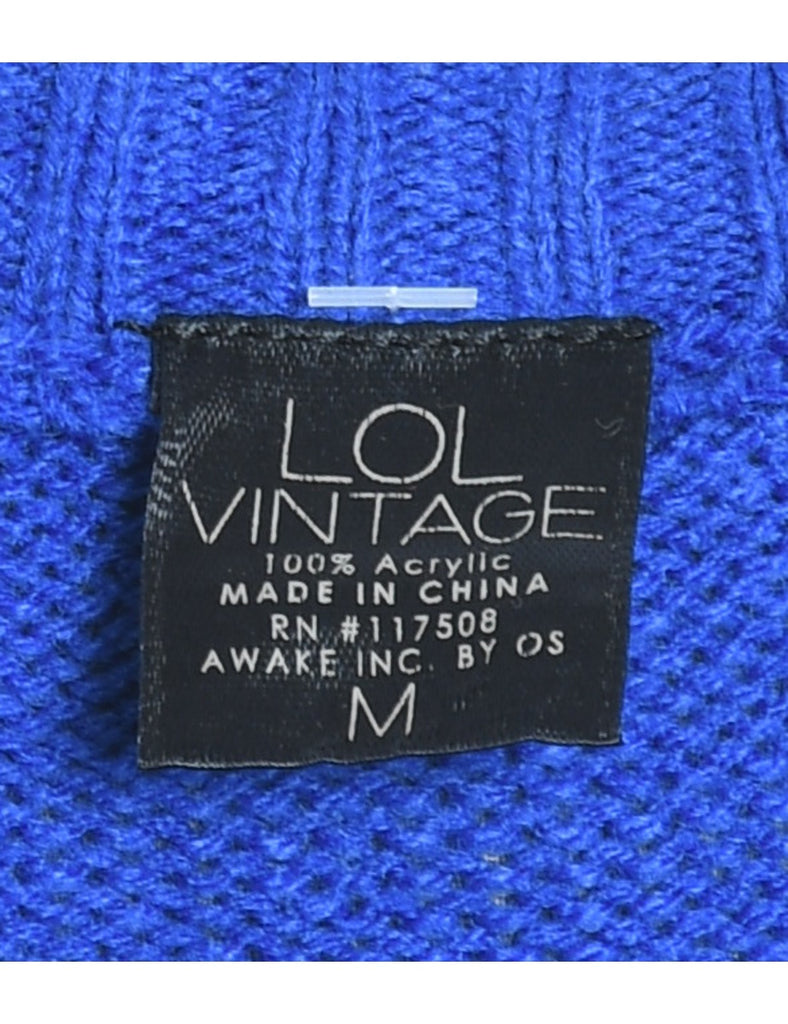 LOL
VINTAGE
100% Acrylic
MADE IN CHINA
RN #117508
AWAKE INC. BY OS
M